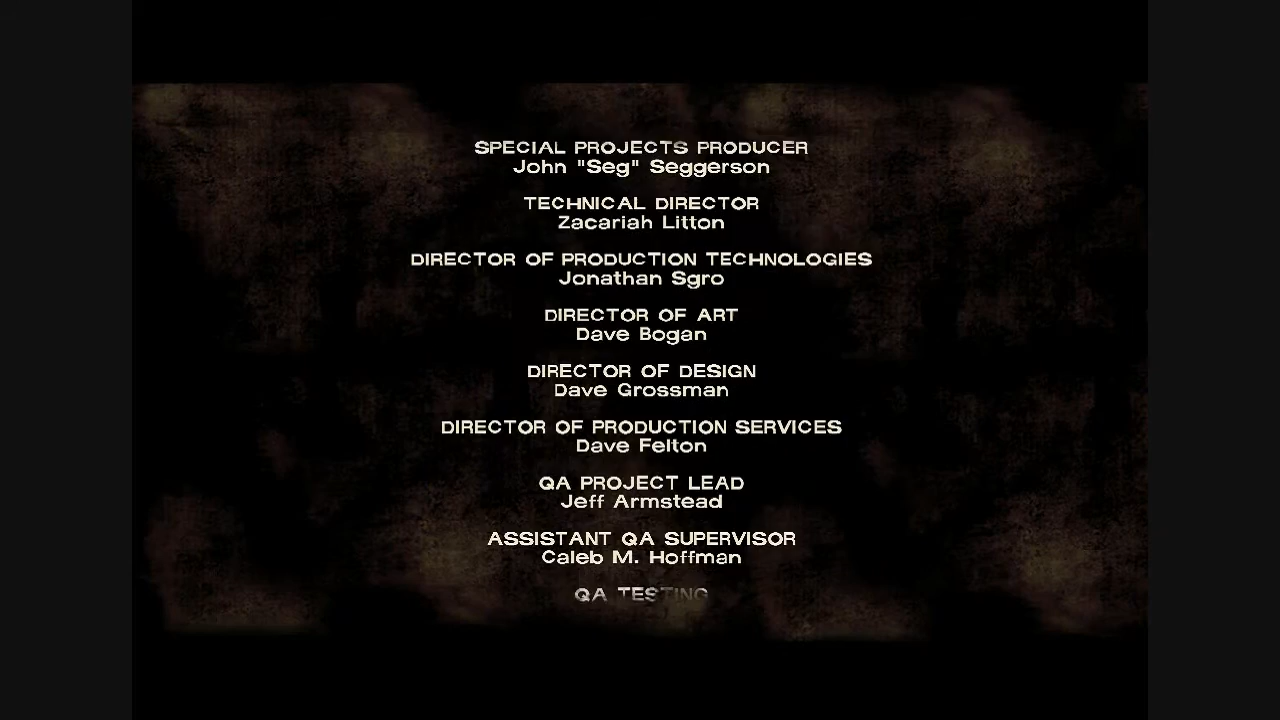 SPECIAL PROJECTS PRODUCER
John "Seg" Seggerson
TECHNICAL DIRECTOR
Zacariah Litton
DIRECTOR OF PRODUCTION TECHNOLOGIES
Jonathan Sgro
DIRECTOR OF ART
Dave Bogan
DIRECTOR OF DESIGN
Dave Grossman
DIRECTOR OF PRODUCTION SERVICES
Dave Felton
QA PROJECT LEAD
Jeff Armstead
ASSISTANT QA SUPERVISOR
Caleb M. Hoffman
QA TESTING